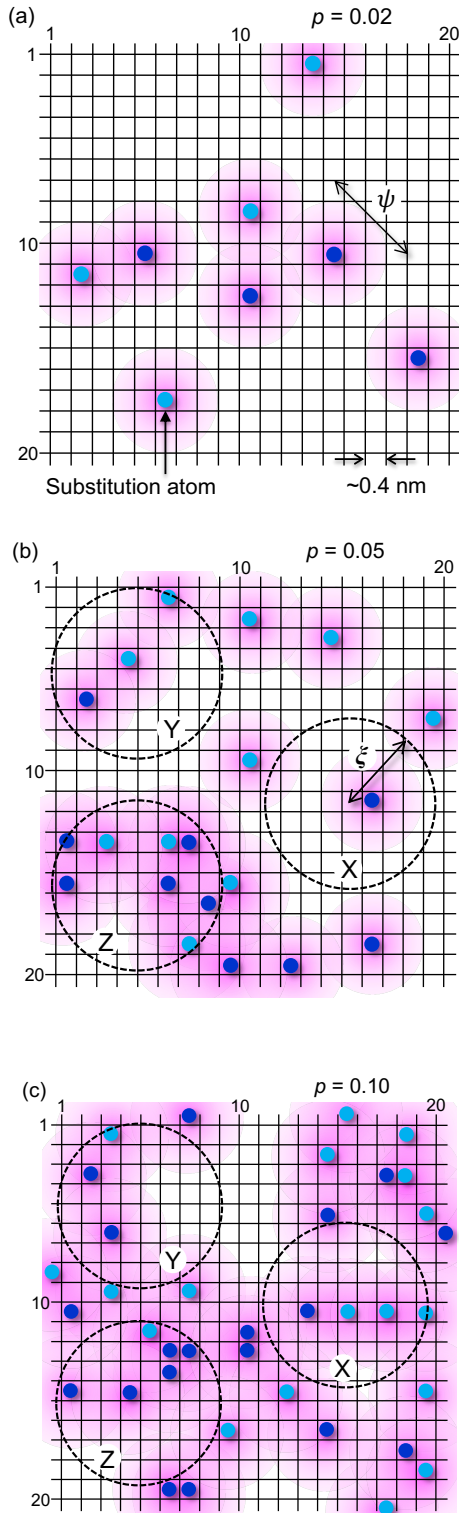 (a)
p = 0.02
1 10 20
1
ψ
10
20
Substitution atom
~0.4 nm
(b)
p = 0.05
1 10 20
1
Y
10
ξ
X
Z
20
(c)
p = 0.10
1 10 20
1
Y
10
X
Z
20